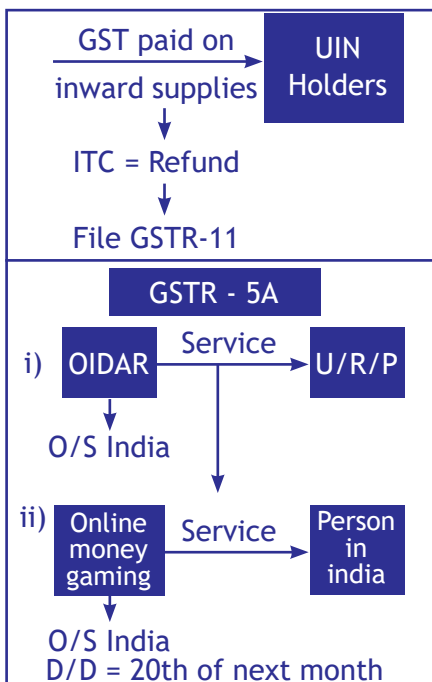 GST paid on
inward supplies
UIN
Holders
ITC = Refund
File GSTR-11
GSTR - 5A
i)
OIDAR
Service
U/R/P
O/S India
ii)
Online
money
gaming
Service
Person
in
india
O/S India
D/D = 20th of next month